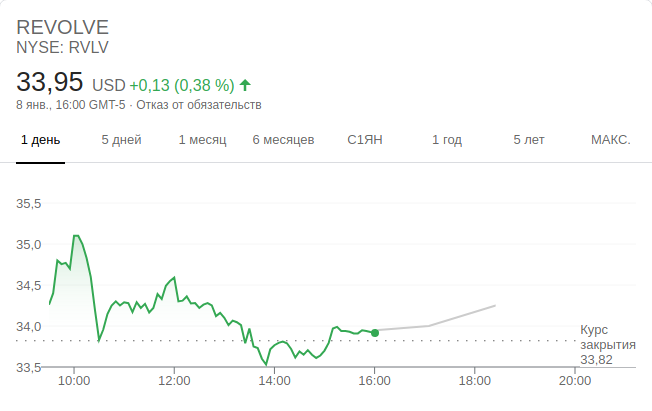 REVOLVE
NYSE: RVLV
33,95 USD +0,13 (0,38 %)
8 янв., 16:00 GMT-5 · Отказ от обязательств
1 день 5 дней 1 месяц 6 месяцев С1ЯН 1 год 5 лет МАКС.
35,5
35,0
34,5
34,0
33,5
Курс
закрытия
33,82
10:00 12:00 14:00 16:00 18:00 20:00